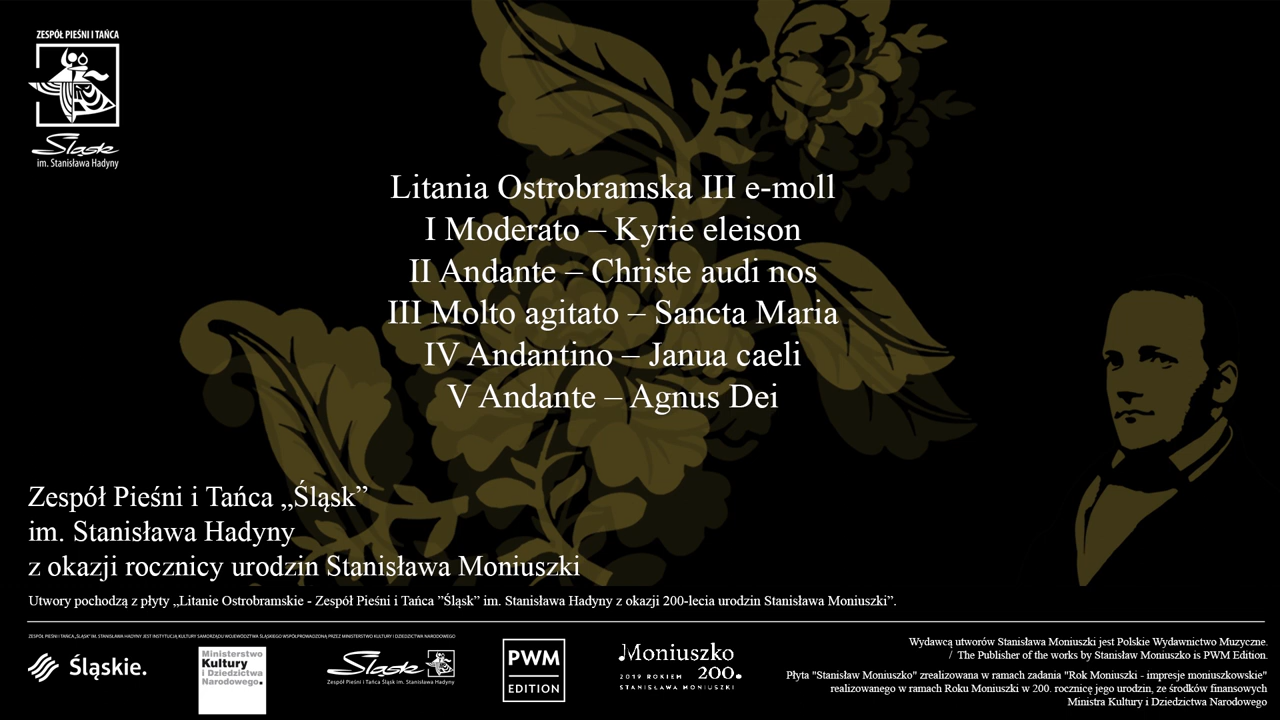 ZESPÓŁ PIEŚNI I TAŃCA
Śląsk
im. Stanisława Hadyny
Litania Ostrobramska III e-moll
I Moderato – Kyrie eleison
II Andante – Christe audi nos
III Molto agitato – Sancta Maria
IV Andantino – Janua caeli
V Andante – Agnus Dei
Zespół Pieśni i Tańca „Śląsk”
im. Stanisława Hadyny
z okazji rocznicy urodzin Stanisława Moniuszki
Utwory pochodzą z płyty „Litanie Ostrobramskie - Zespół Pieśni i Tańca ”Śląsk” im. Stanisława Hadyny z okazji 200-lecia urodzin Stanisława Moniuszki”.
ZESPÓŁ PIEŚNI I TAŃCA „ŚLĄSK” IM. STANISŁAWA HADYNY JEST INSTYTUCJĄ KULTURY SAMORZĄDU WOJEWÓDZTWA ŚLĄSKIEGO WSPÓŁPROWADZONĄ PRZEZ MINISTERSTWO KULTURY I DZIEDZICTWA NARODOWEGO
Śląskie.
Ministerstwo
Kultury
i Dziedzictwa
Narodowego.
Śląsk
Zespół Pieśni i Tańca Śląsk im. Stanisława Hadyny
PWM
EDITION
Moniuszko
200.
2019 ROKIEM
STANISŁAWA MONIUSZKI
Wydawcą utworów Stanisława Moniuszki jest Polskie Wydawnictwo Muzyczne.
/ The Publisher of the works by Stanisław Moniuszko is PWM Edition.
Płyta "Stanisław Moniuszko" zrealizowana w ramach zadania "Rok Moniuszki - impresje moniuszkowskie"
realizowanego w ramach Roku Moniuszki w 200. rocznicę jego urodzin, ze środków finansowych
Ministra Kultury i Dziedzictwa Narodowego